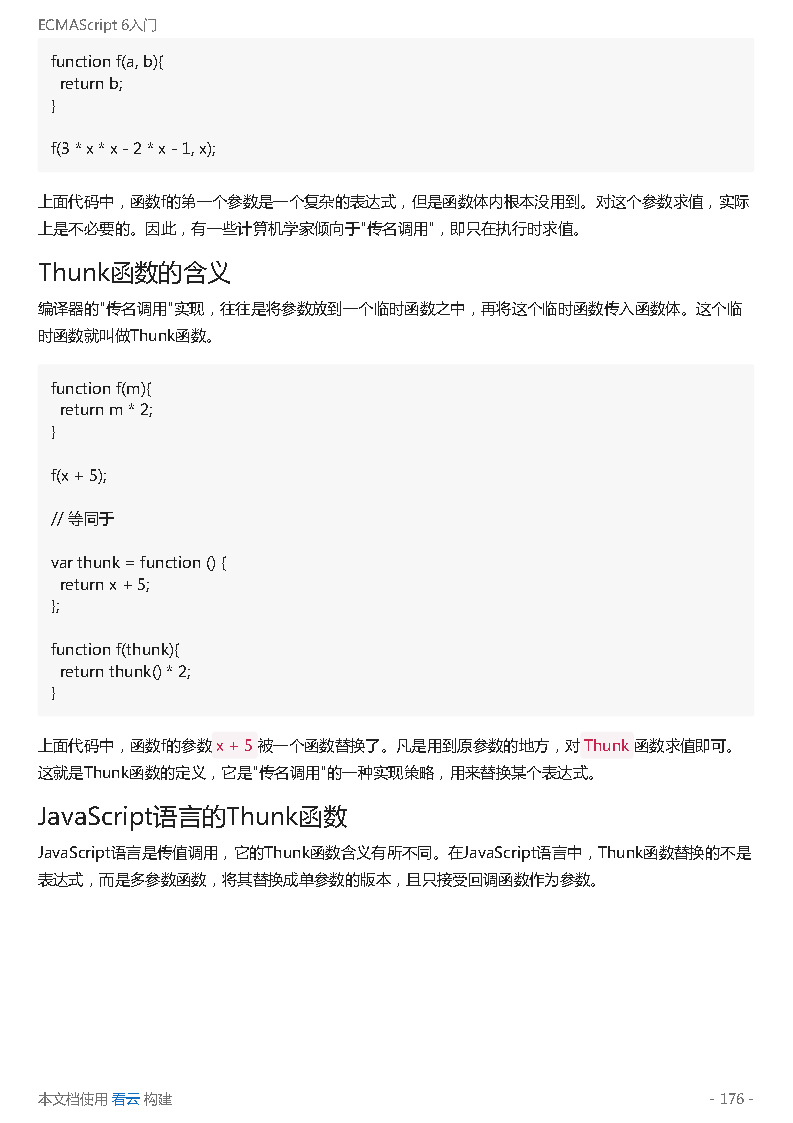 ECMAScript 6入门
function f(a, b){
  return b;
}
f(3 * x * x - 2 * x - 1, x);
上面代码中，函数f的第一个参数是一个复杂的表达式，但是函数体内根本没用到。对这个参数求值，实际
上是不必要的。因此，有一些计算机学家倾向于"传名调用"，即只在执行时求值。
Thunk函数的含义
编译器的"传名调用"实现，往往是将参数放到一个临时函数之中，再将这个临时函数传入函数体。这个临
时函数就叫做Thunk函数。
function f(m){
  return m * 2;
}
f(x + 5);
// 等同于
var thunk = function () {
  return x + 5;
};
function f(thunk){
  return thunk() * 2;
}
上面代码中，函数f的参数 x + 5 被一个函数替换了。凡是用到原参数的地方，对 Thunk 函数求值即可。
这就是Thunk函数的定义，它是"传名调用"的一种实现策略，用来替换某个表达式。
JavaScript语言的Thunk函数
JavaScript语言是传值调用，它的Thunk函数含义有所不同。在JavaScript语言中，Thunk函数替换的不是
表达式，而是多参数函数，将其替换成单参数的版本，且只接受回调函数作为参数。
本文档使用 看云 构建
- 176 -